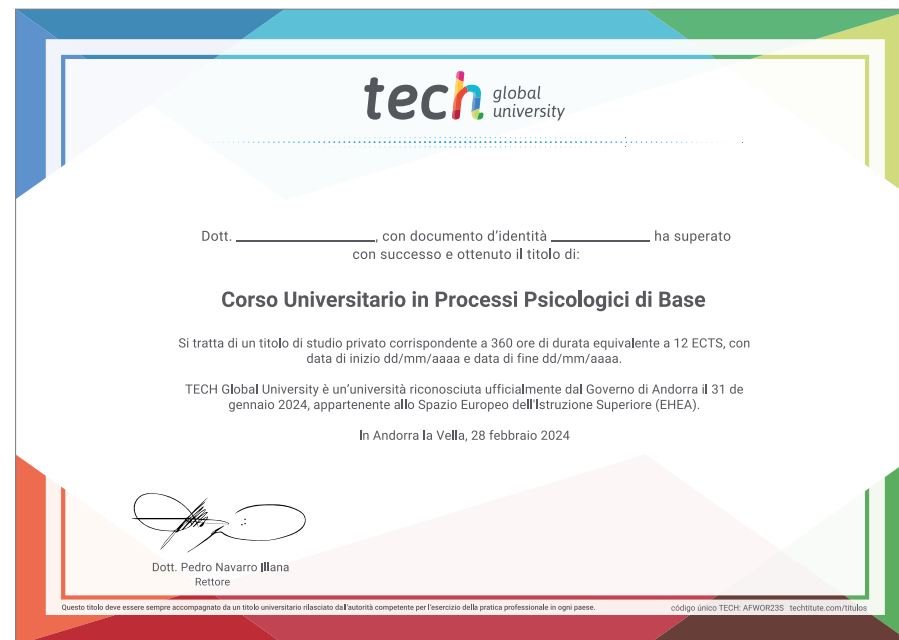 tech global
university
Dott. ____________, con documento d'identità ____________ ha superato
con successo e ottenuto il titolo di:
Corso Universitario in Processi Psicologici di Base
Si tratta di un titolo di studio privato corrispondente a 360 ore di durata equivalente a 12 ECTS, con
data di inizio dd/mm/aaaa e data di fine dd/mm/aaaa.
TECH Global University è un'università riconosciuta ufficialmente dal Governo di Andorra il 31 de
gennaio 2024, appartenente allo Spazio Europeo dell'Istruzione Superiore (EHEA).
In Andorra la Vella, 28 febbraio 2024
Dott. Pedro Navarro Illana
Rettore
Questo titolo deve essere sempre accompagnato da un titolo universitario rilasciato dall'autorità competente per l'esercizio della pratica professionale in ogni paese.
código único TECH: AFWOR23S techtitute.com/titulos